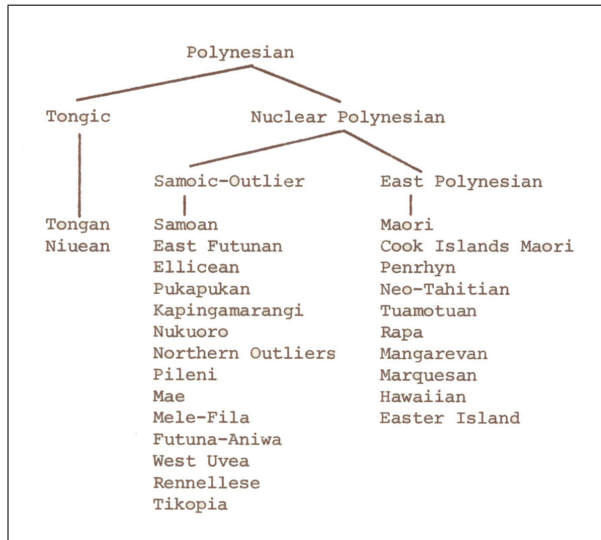 Polynesian
Tongic
Nuclear Polynesian
Samoic-Outlier
East Polynesian
Tongan
Niuean
Samoan
East Futunan
Ellicean
Pukapukan
Kapingamarangi
Nukuoro
Northern Outliers
Pileni
Mae
Mele-Fila
Futuna-Aniwa
West Uvea
Rennellese
Tikopia
Maori
Cook Islands Maori
Penrhyn
Neo-Tahitian
Tuamotuan
Rapa
Mangarevan
Marquesan
Hawaiian
Easter Island